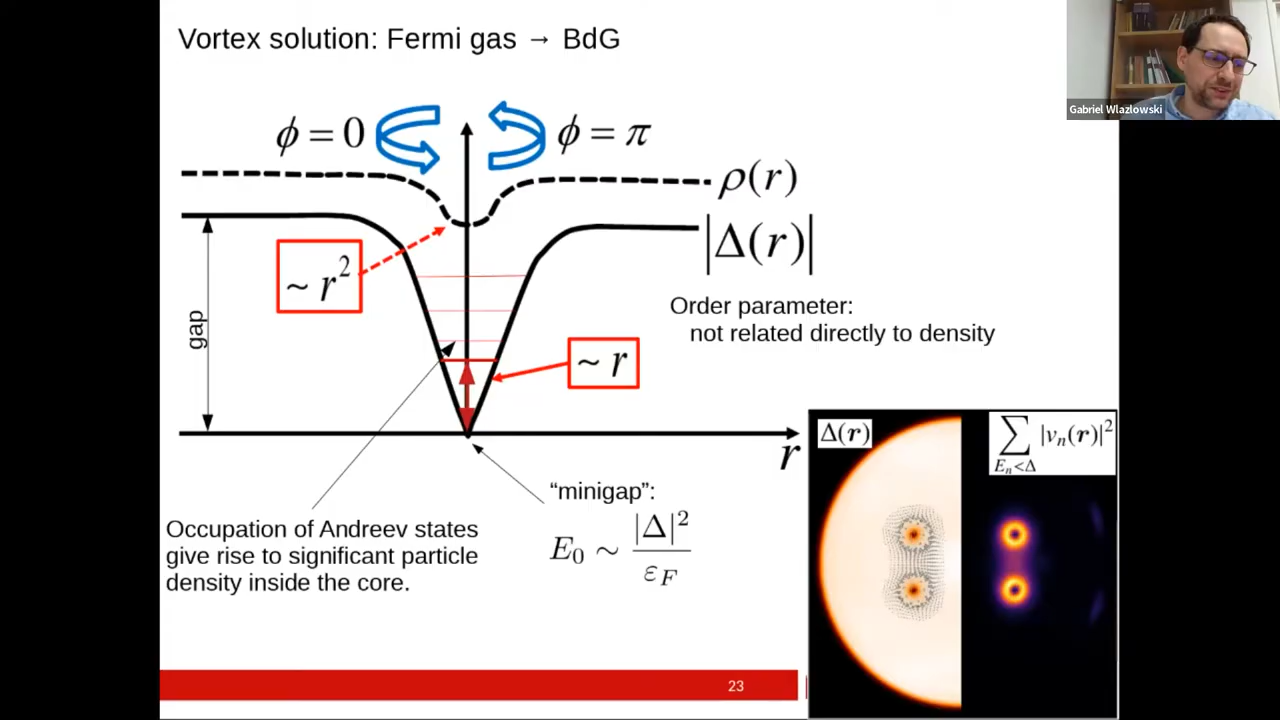 Vortex solution: Fermi gas → BdG
Gabriel Wlazlowski
ϕ = 0
ϕ = π
ρ(r)
|Δ(r)|
~ r²
gap
Order parameter:
not related directly to density
~ r
r
Δ(r)
∑_{E_n<Δ} |v_n(r)|²
"minigap":
E₀ ~ |Δ|² / ε_F
Occupation of Andreev states
give rise to significant particle
density inside the core.
23